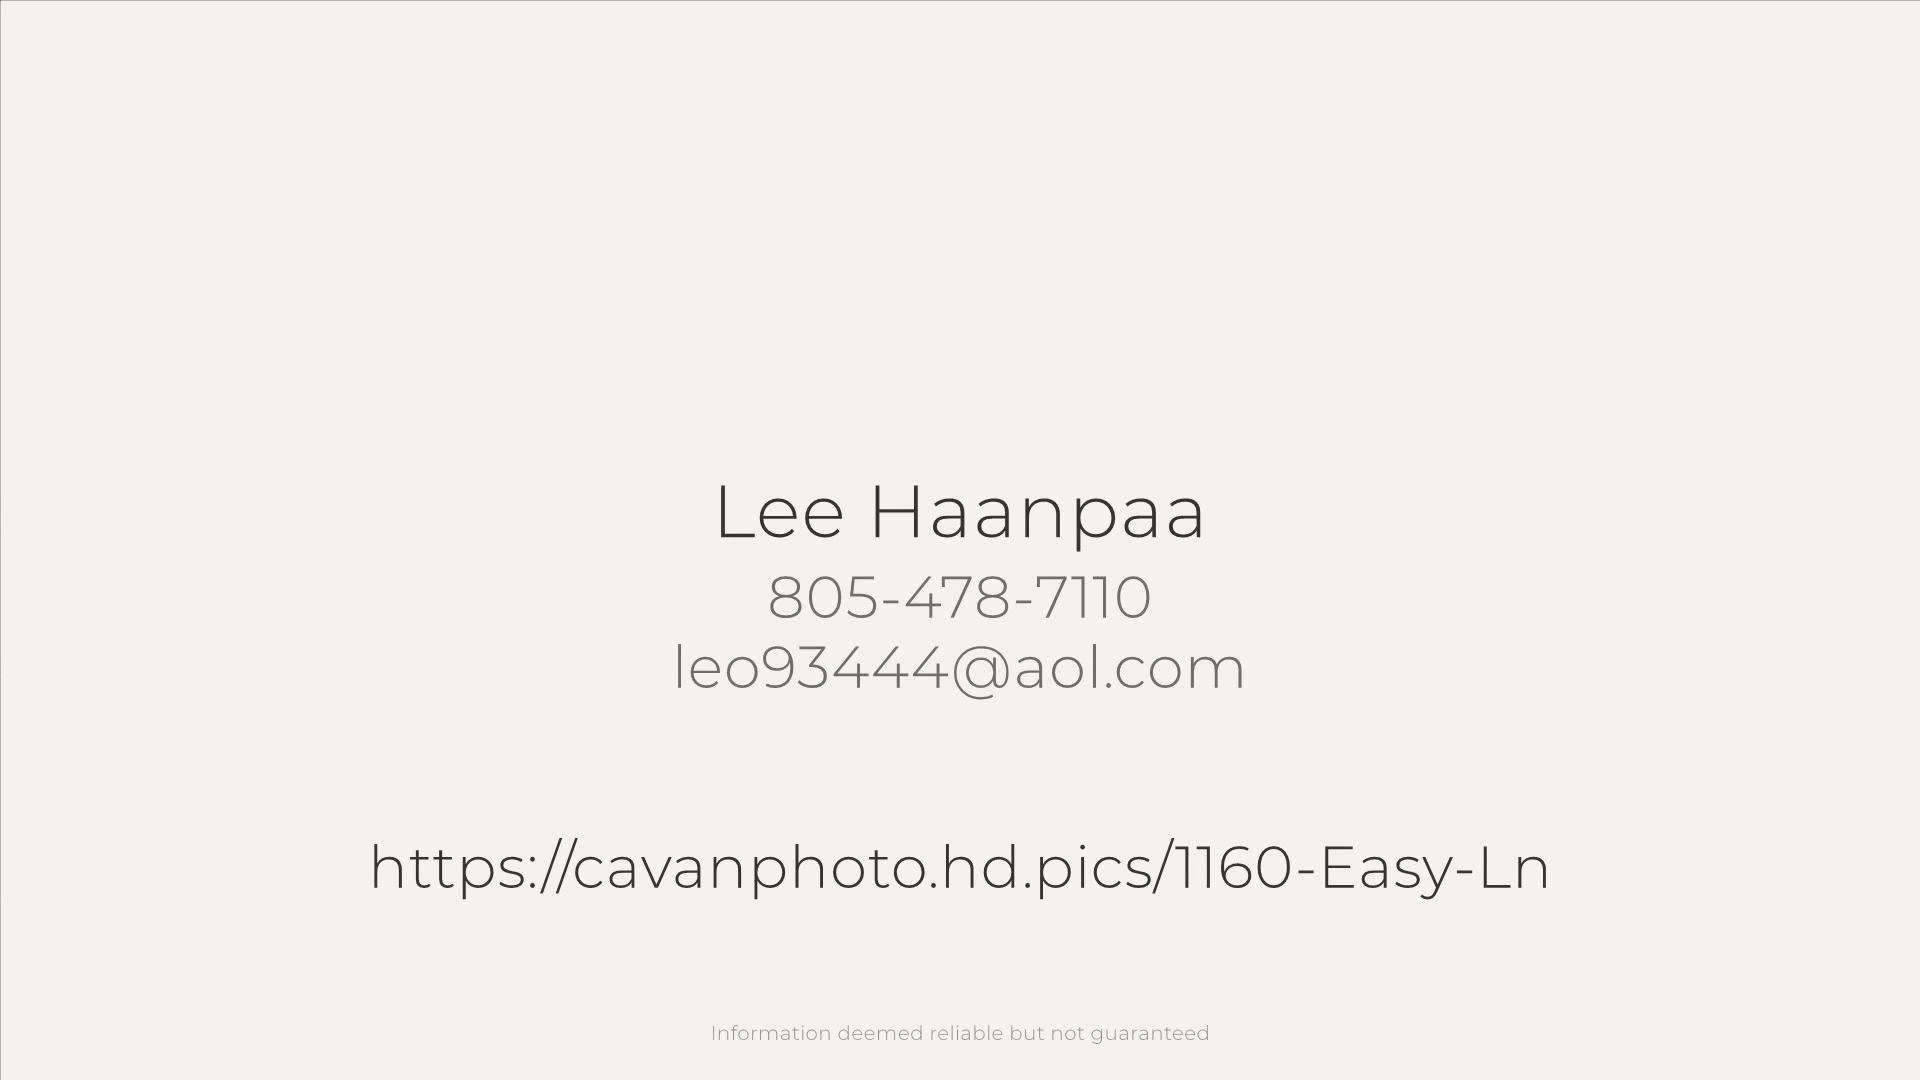 Lee Haanpaa
805-478-7110
leo93444@aol.com
https://cavanphoto.hd.pics/1160-Easy-Ln
Information deemed reliable but not guaranteed